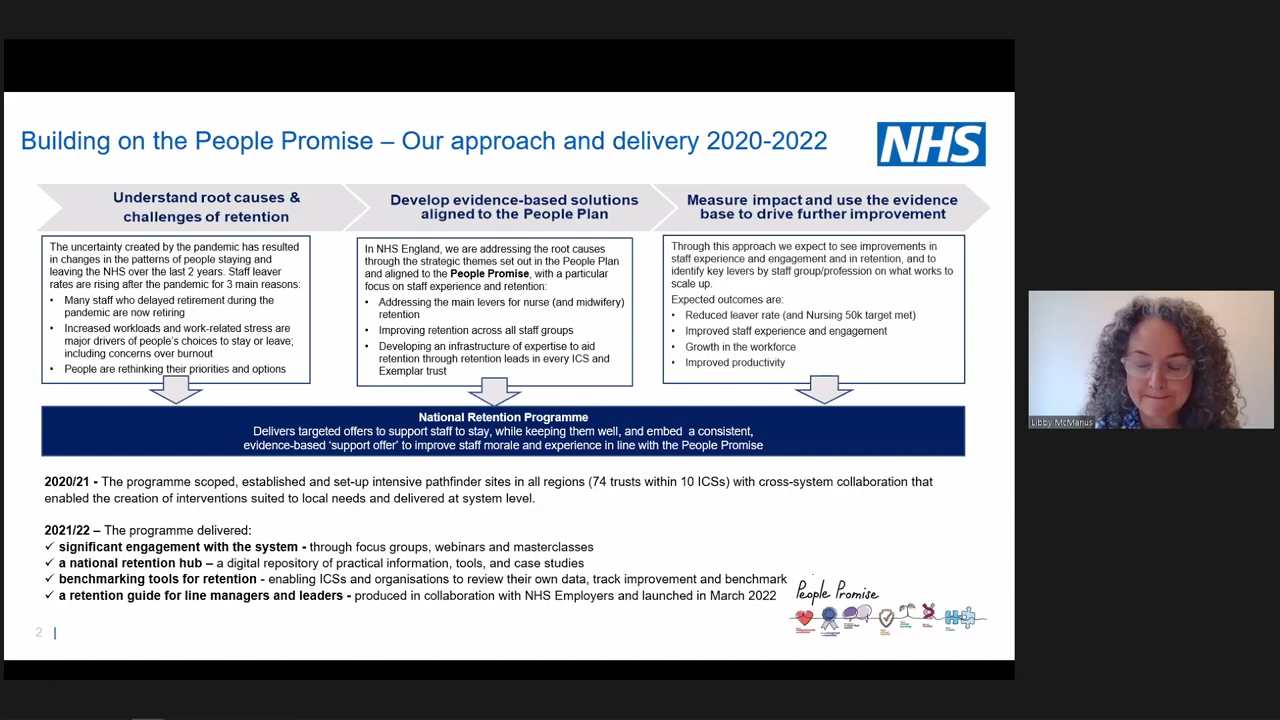 Building on the People Promise – Our approach and delivery 2020-2022
NHS
Understand root causes &
challenges of retention
Develop evidence-based solutions
aligned to the People Plan
Measure impact and use the evidence
base to drive further improvement
The uncertainty created by the pandemic has resulted
in changes in the patterns of people staying and
leaving the NHS over the last 2 years. Staff leaver
rates are rising after the pandemic for 3 main reasons:
• Many staff who delayed retirement during the
pandemic are now retiring
• Increased workloads and work-related stress are
major drivers of people's choices to stay or leave;
including concerns over burnout
• People are rethinking their priorities and options
In NHS England, we are addressing the root causes
through the strategic themes set out in the People Plan
and aligned to the People Promise, with a particular
focus on staff experience and retention:
• Addressing the main levers for nurse (and midwifery)
retention
• Improving retention across all staff groups
• Developing an infrastructure of expertise to aid
retention through retention leads in every ICS and
Exemplar trust
Through this approach we expect to see improvements in
staff experience and engagement and in retention, and to
identify key levers by staff group/profession on what works to
scale up.
Expected outcomes are:
• Reduced leaver rate (and Nursing 50k target met)
• Improved staff experience and engagement
• Growth in the workforce
• Improved productivity
National Retention Programme
Delivers targeted offers to support staff to stay, while keeping them well, and embed a consistent,
evidence-based 'support offer' to improve staff morale and experience in line with the People Promise
2020/21 - The programme scoped, established and set-up intensive pathfinder sites in all regions (74 trusts within 10 ICSs) with cross-system collaboration that
enabled the creation of interventions suited to local needs and delivered at system level.
2021/22 – The programme delivered:
✓ significant engagement with the system - through focus groups, webinars and masterclasses
✓ a national retention hub – a digital repository of practical information, tools, and case studies
✓ benchmarking tools for retention - enabling ICSs and organisations to review their own data, track improvement and benchmark
✓ a retention guide for line managers and leaders - produced in collaboration with NHS Employers and launched in March 2022
People Promise
2 |
Libby McManus